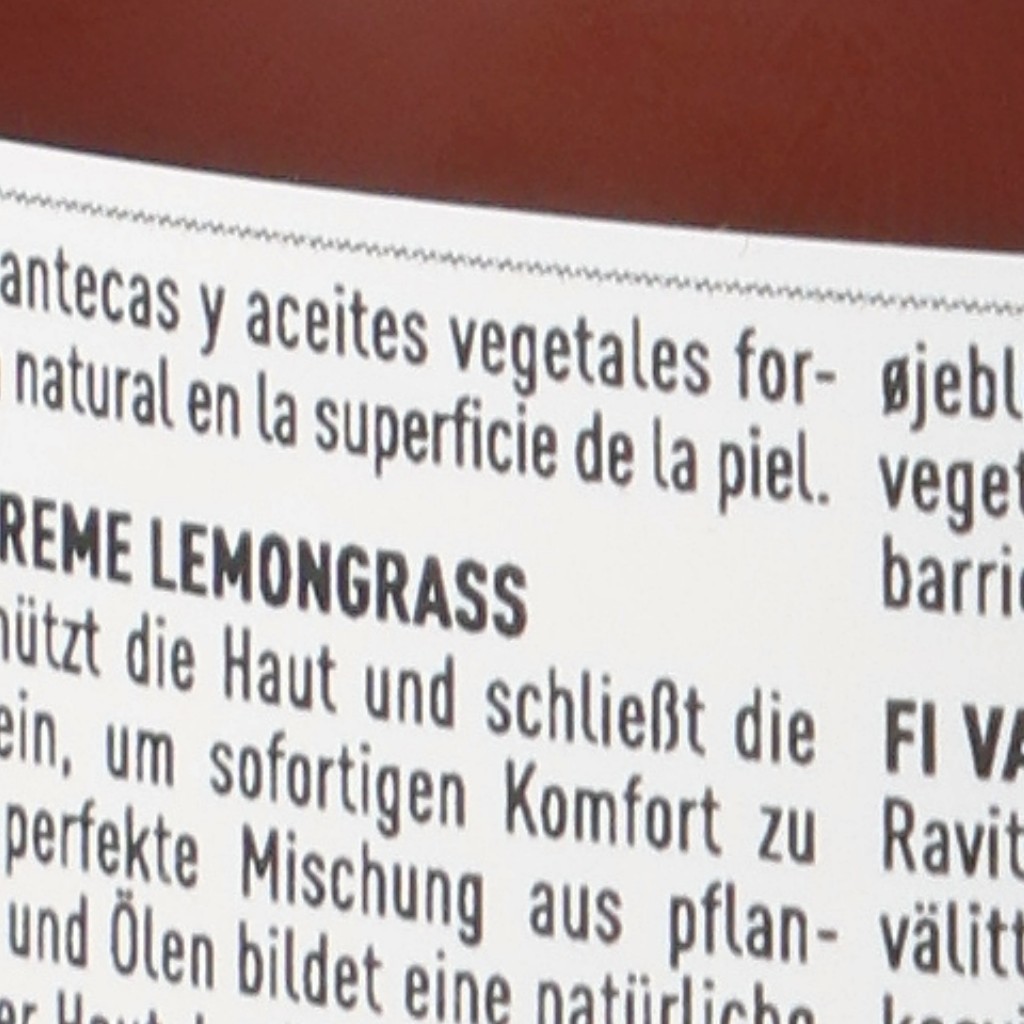 antecas y aceites vegetales for-
natural en la superficie de la piel.
REME LEMONGRASS
ützt die Haut und schließt die
ein, um sofortigen Komfort zu
perfekte Mischung aus pflan-
und Ölen bildet eine natürliche
øjebl
veget
barri
FI VA
Ravit
välitt